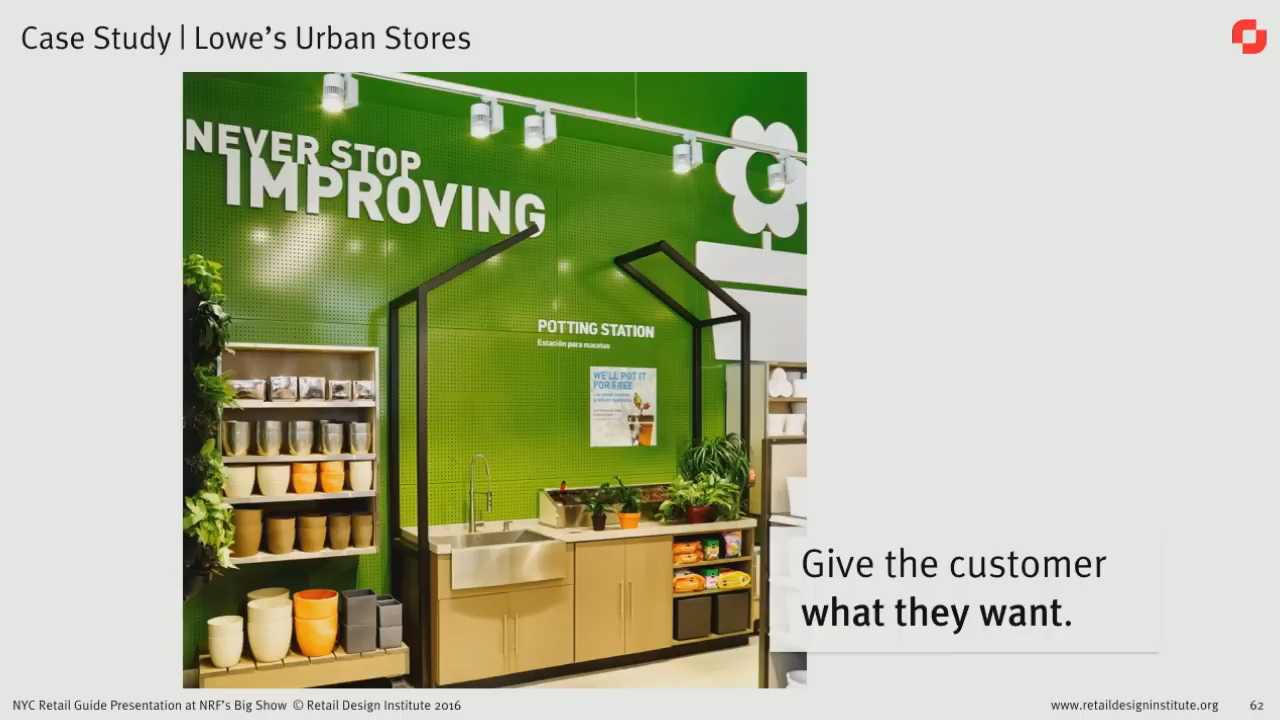 Case Study | Lowe's Urban Stores
NEVER STOP
IMPROVING
POTTING STATION
Estación para macetas
WE'LL POT IT
FOR FREE
Give the customer
what they want.
NYC Retail Guide Presentation at NRF's Big Show © Retail Design Institute 2016
www.retaildesigninstitute.org
62